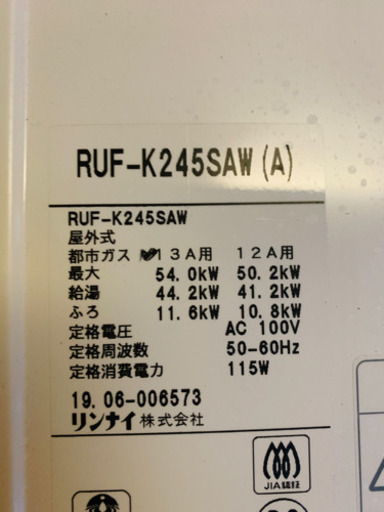 RUF-K245SAW(A)
RUF-K245SAW
屋外式
都市ガス 13A用 12A用
最大 54.0kW 50.2kW
給湯 44.2kW 41.2kW
ふろ 11.6kW 10.8kW
定格電圧 AC 100V
定格周波数 50-60Hz
定格消費電力 115W
19.06-006573
リンナイ株式会社
JIA認証